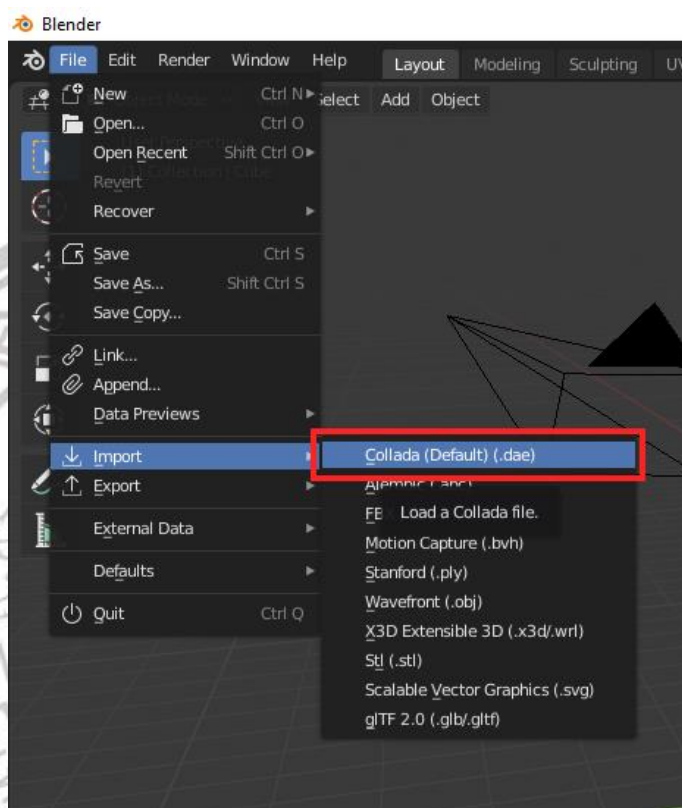 Blender
File Edit Render Window Help Layout Modeling Sculpting
New Ctrl N
Select Add Object
Open... Ctrl O
Open Recent Shift Ctrl O
Revert
Recover
Save Ctrl S
Save As... Shift Ctrl S
Save Copy...
Link...
Append...
Data Previews
Import
Export
External Data
Defaults
Quit Ctrl Q
Collada (Default) (.dae)
Alembic (.abc)
Load a Collada file.
Motion Capture (.bvh)
Stanford (.ply)
Wavefront (.obj)
X3D Extensible 3D (.x3d/.wrl)
Stl (.stl)
Scalable Vector Graphics (.svg)
glTF 2.0 (.glb/.gltf)